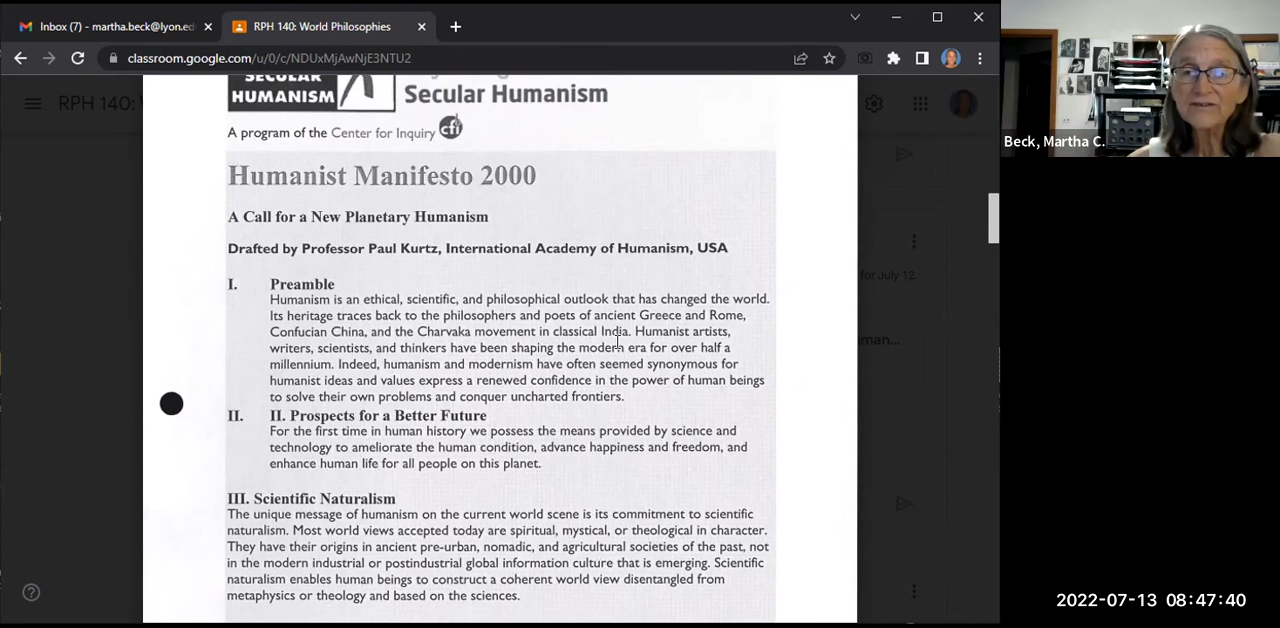 Inbox (7) - martha.beck@lyon.ed
RPH 140: World Philosophies
classroom.google.com/u/0/c/NDUxMjAwNjE3NTU2
RPH 140:
SECULAR
HUMANISM
Secular Humanism
A program of the Center for Inquiry cfi
Humanist Manifesto 2000
A Call for a New Planetary Humanism
Drafted by Professor Paul Kurtz, International Academy of Humanism, USA
I. Preamble
Humanism is an ethical, scientific, and philosophical outlook that has changed the world.
Its heritage traces back to the philosophers and poets of ancient Greece and Rome,
Confucian China, and the Charvaka movement in classical India. Humanist artists,
writers, scientists, and thinkers have been shaping the modern era for over half a
millennium. Indeed, humanism and modernism have often seemed synonymous for
humanist ideas and values express a renewed confidence in the power of human beings
to solve their own problems and conquer uncharted frontiers.
II. II. Prospects for a Better Future
For the first time in human history we possess the means provided by science and
technology to ameliorate the human condition, advance happiness and freedom, and
enhance human life for all people on this planet.
III. Scientific Naturalism
The unique message of humanism on the current world scene is its commitment to scientific
naturalism. Most world views accepted today are spiritual, mystical, or theological in character.
They have their origins in ancient pre-urban, nomadic, and agricultural societies of the past, not
in the modern industrial or postindustrial global information culture that is emerging. Scientific
naturalism enables human beings to construct a coherent world view disentangled from
metaphysics or theology and based on the sciences.
for July 12.
Beck, Martha C.
2022-07-13 08:47:40